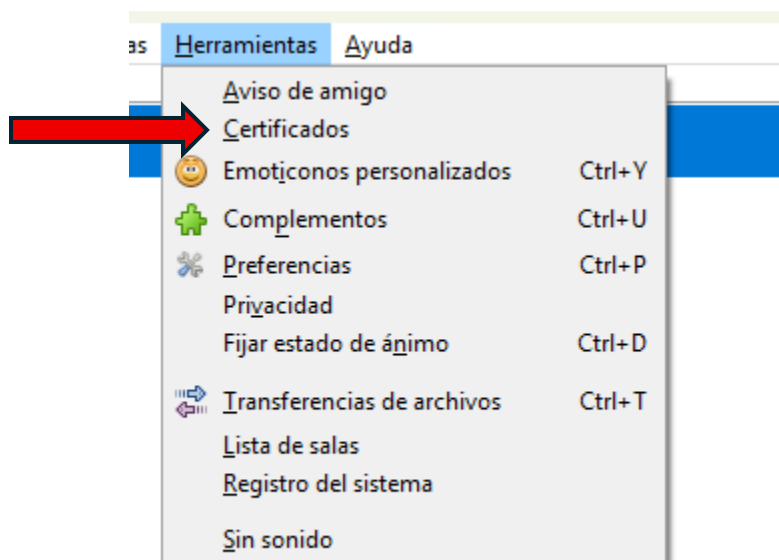 as Herramientas Ayuda
Aviso de amigo
Certificados
Emoticonos personalizados Ctrl+Y
Complementos Ctrl+U
Preferencias Ctrl+P
Privacidad
Fijar estado de ánimo Ctrl+D
Transferencias de archivos Ctrl+T
Lista de salas
Registro del sistema
Sin sonido